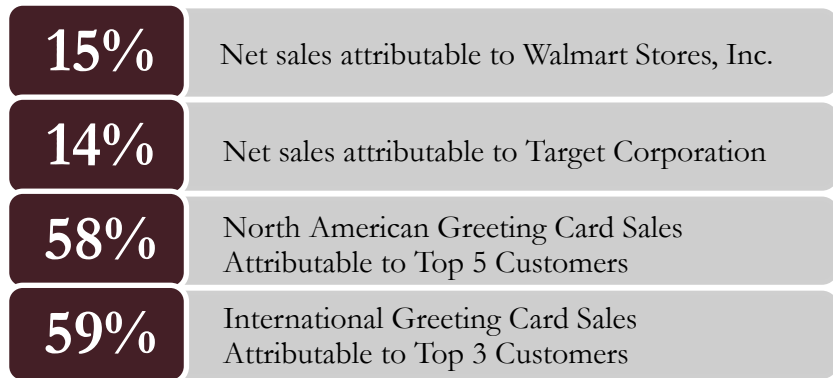 15%
Net sales attributable to Walmart Stores, Inc.
14%
Net sales attributable to Target Corporation
58%
North American Greeting Card Sales
Attributable to Top 5 Customers
59%
International Greeting Card Sales
Attributable to Top 3 Customers